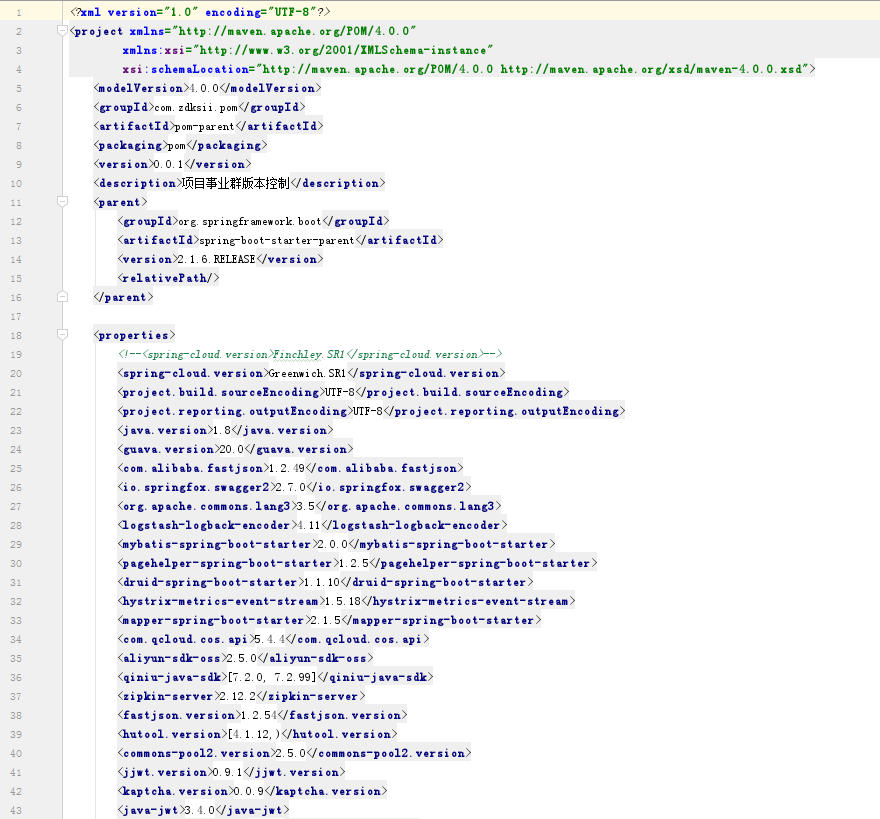 1 <?xml version="1.0" encoding="UTF-8"?>
2 <project xmlns="http://maven.apache.org/POM/4.0.0"
3 xmlns:xsi="http://www.w3.org/2001/XMLSchema-instance"
4 xsi:schemaLocation="http://maven.apache.org/POM/4.0.0 http://maven.apache.org/xsd/maven-4.0.0.xsd">
5 <modelVersion>4.0.0</modelVersion>
6 <groupId>com.zdksii.pom</groupId>
7 <artifactId>pom-parent</artifactId>
8 <packaging>pom</packaging>
9 <version>0.0.1</version>
10 <description>项目事业群版本控制</description>
11 <parent>
12 <groupId>org.springframework.boot</groupId>
13 <artifactId>spring-boot-starter-parent</artifactId>
14 <version>2.1.6.RELEASE</version>
15 <relativePath/>
16 </parent>
17
18 <properties>
19 <!--<spring-cloud.version>Finchley.SR1</spring-cloud.version>-->
20 <spring-cloud.version>Greenwich.SR1</spring-cloud.version>
21 <project.build.sourceEncoding>UTF-8</project.build.sourceEncoding>
22 <project.reporting.outputEncoding>UTF-8</project.reporting.outputEncoding>
23 <java.version>1.8</java.version>
24 <guava.version>20.0</guava.version>
25 <com.alibaba.fastjson>1.2.49</com.alibaba.fastjson>
26 <io.springfox.swagger2>2.7.0</io.springfox.swagger2>
27 <org.apache.commons.lang3>3.5</org.apache.commons.lang3>
28 <logstash-logback-encoder>4.11</logstash-logback-encoder>
29 <mybatis-spring-boot-starter>2.0.0</mybatis-spring-boot-starter>
30 <pagehelper-spring-boot-starter>1.2.5</pagehelper-spring-boot-starter>
31 <druid-spring-boot-starter>1.1.10</druid-spring-boot-starter>
32 <hystrix-metrics-event-stream>1.5.18</hystrix-metrics-event-stream>
33 <mapper-spring-boot-starter>2.1.5</mapper-spring-boot-starter>
34 <com.qcloud.cos.api>5.4.4</com.qcloud.cos.api>
35 <aliyun-sdk-oss>2.5.0</aliyun-sdk-oss>
36 <qiniu-java-sdk>[7.2.0, 7.2.99]</qiniu-java-sdk>
37 <zipkin-server>2.12.2</zipkin-server>
38 <fastjson.version>1.2.54</fastjson.version>
39 <hutool.version>[4.1.12,)</hutool.version>
40 <commons-pool2.version>2.5.0</commons-pool2.version>
41 <jjwt.version>0.9.1</jjwt.version>
42 <kaptcha.version>0.0.9</kaptcha.version>
43 <java-jwt>3.4.0</java-jwt>